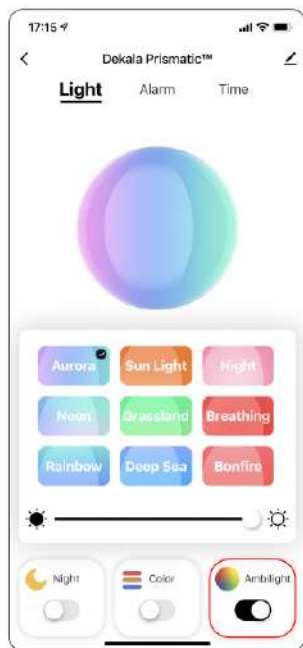 17:15
Dekala Prismatic™
Light Alarm Time
Aurora Sun Light Night
Neon Grassland Breathing
Rainbow Deep Sea Bonfire
Night Color Ambilight